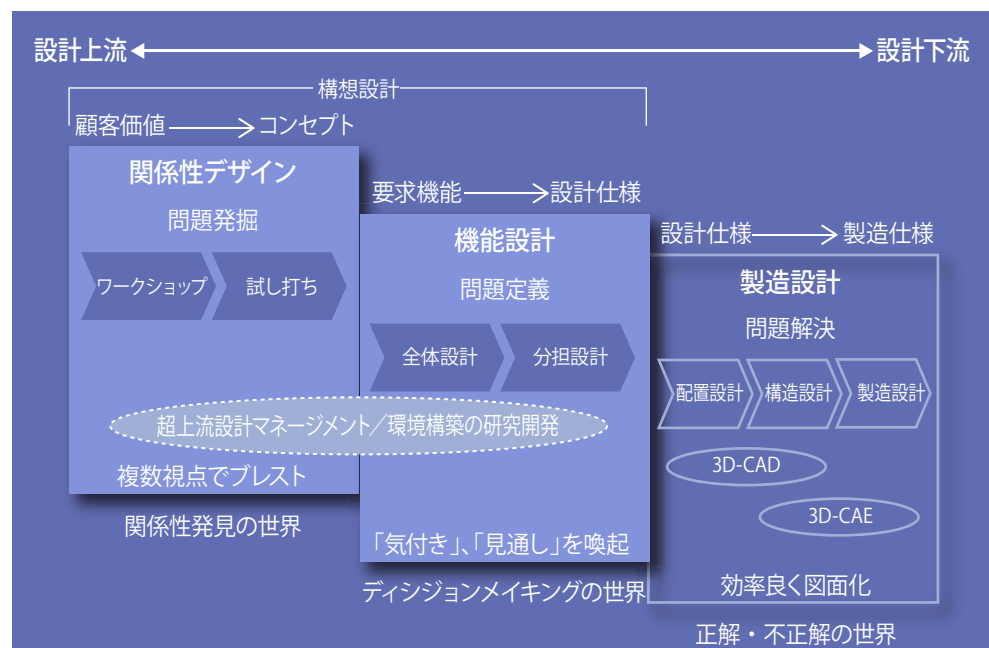 設計上流
設計下流
構想設計
顧客価値
コンセプト
関係性デザイン
問題発掘
ワークショップ
試し打ち
要求機能
設計仕様
機能設計
問題定義
全体設計
分担設計
設計仕様
製造仕様
製造設計
問題解決
配置設計
構造設計
製造設計
超上流設計マネージメント／環境構築の研究開発
3D-CAD
3D-CAE
複数視点でブレスト
関係性発見の世界
「気付き」、「見通し」を喚起
ディシジョンメイキングの世界
効率良く図面化
正解・不正解の世界